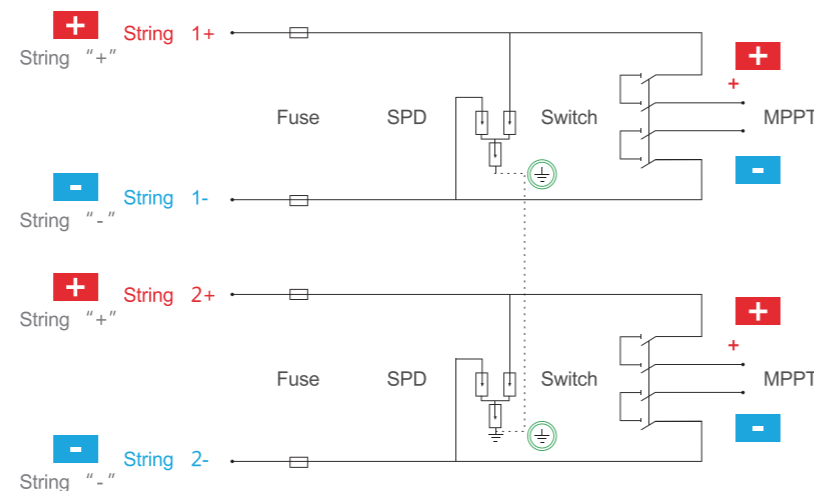 + String 1+ +
String "+" +
Fuse SPD Switch MPPT
- String 1- -
String "-"
+ String 2+ +
String "+" +
Fuse SPD Switch MPPT
- String 2- -
String "-"